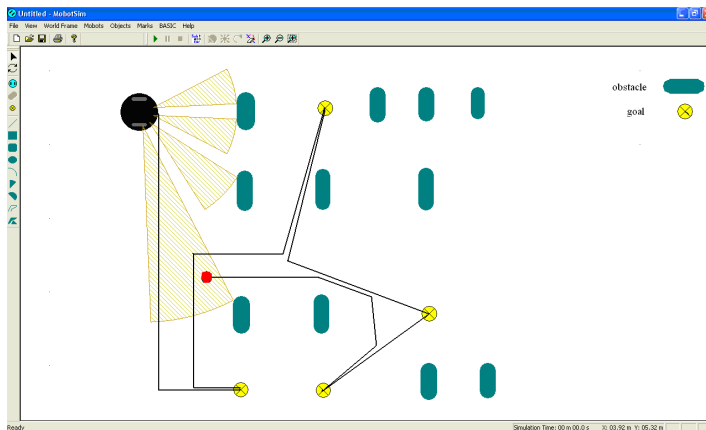 Untitled - MobotSim
File View World Frame Mobots Objects Marks BASIC Help
obstacle
goal
Ready
Simulation Time: 00 m 00.0 s X: 03.92 m Y: 05.32 m